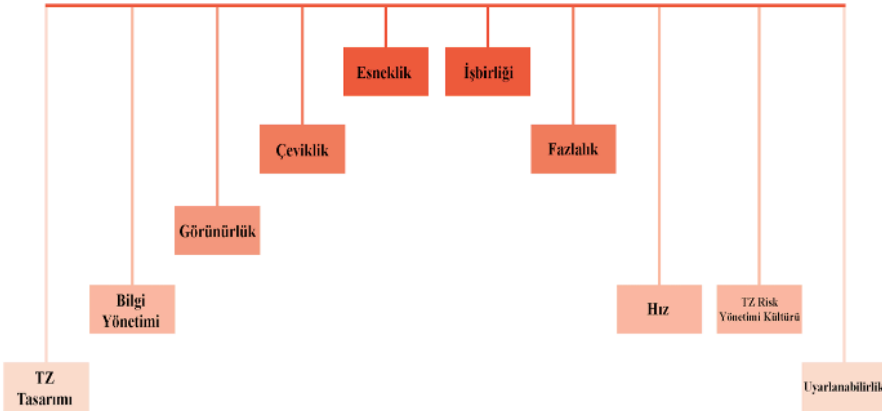 Esneklik
İşbirliği
Çeviklik
Fazlalık
Görünürlük
Bilgi
Yönetimi
Hız
TZ Risk
Yönetimi Kültürü
TZ
Tasarımı
Uyarlanabilirlik